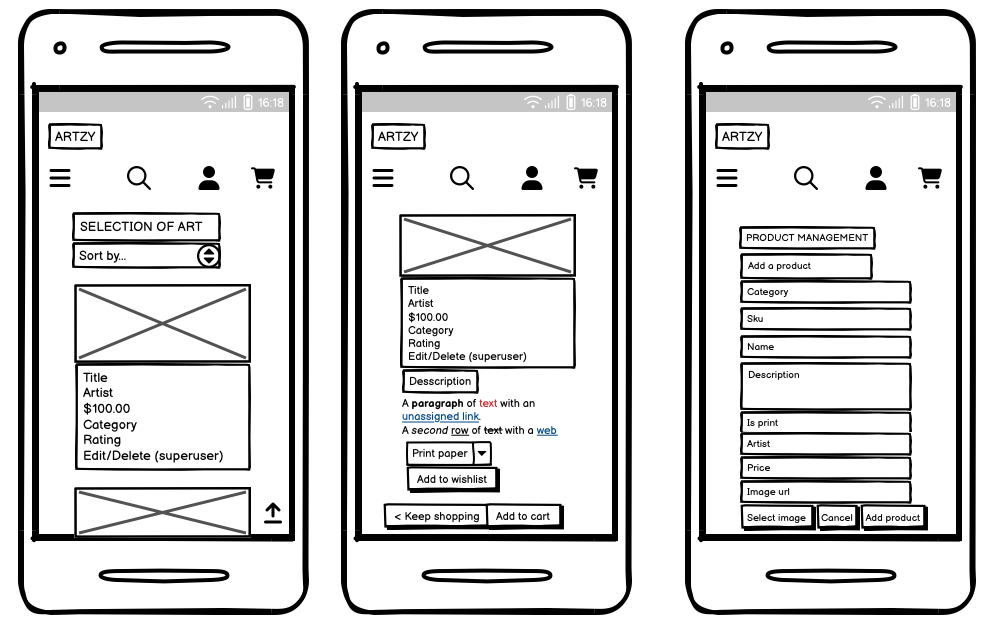 16:18
ARTZY
SELECTION OF ART
Sort by...
Title
Artist
$100.00
Category
Rating
Edit/Delete (superuser)
16:18
ARTZY
Title
Artist
$100.00
Category
Rating
Edit/Delete (superuser)
Desscription
A paragraph of text with an
unassigned link.
A second row of text with a web
Print paper
Add to wishlist
< Keep shopping Add to cart
16:18
ARTZY
PRODUCT MANAGEMENT
Add a product
Category
Sku
Name
Description
Is print
Artist
Price
Image url
Select image Cancel Add product